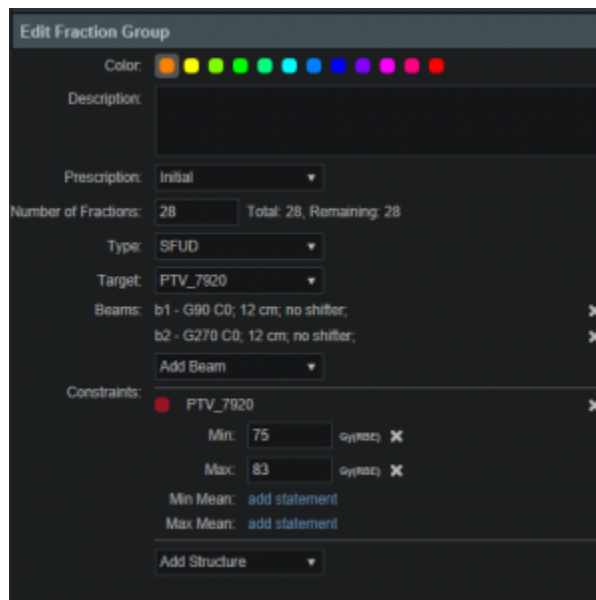 Edit Fraction Group
Color:
Description:
Prescription: Initial
Number of Fractions: 28 Total: 28, Remaining: 28
Type: SFUD
Target: PTV_7920
Beams: b1 - G90 C0; 12 cm; no shifter;
b2 - G270 C0; 12 cm; no shifter;
Add Beam
Constraints:
PTV_7920
Min: 75 Gy(RBE)
Max: 83 Gy(RBE)
Min Mean: add statement
Max Mean: add statement
Add Structure